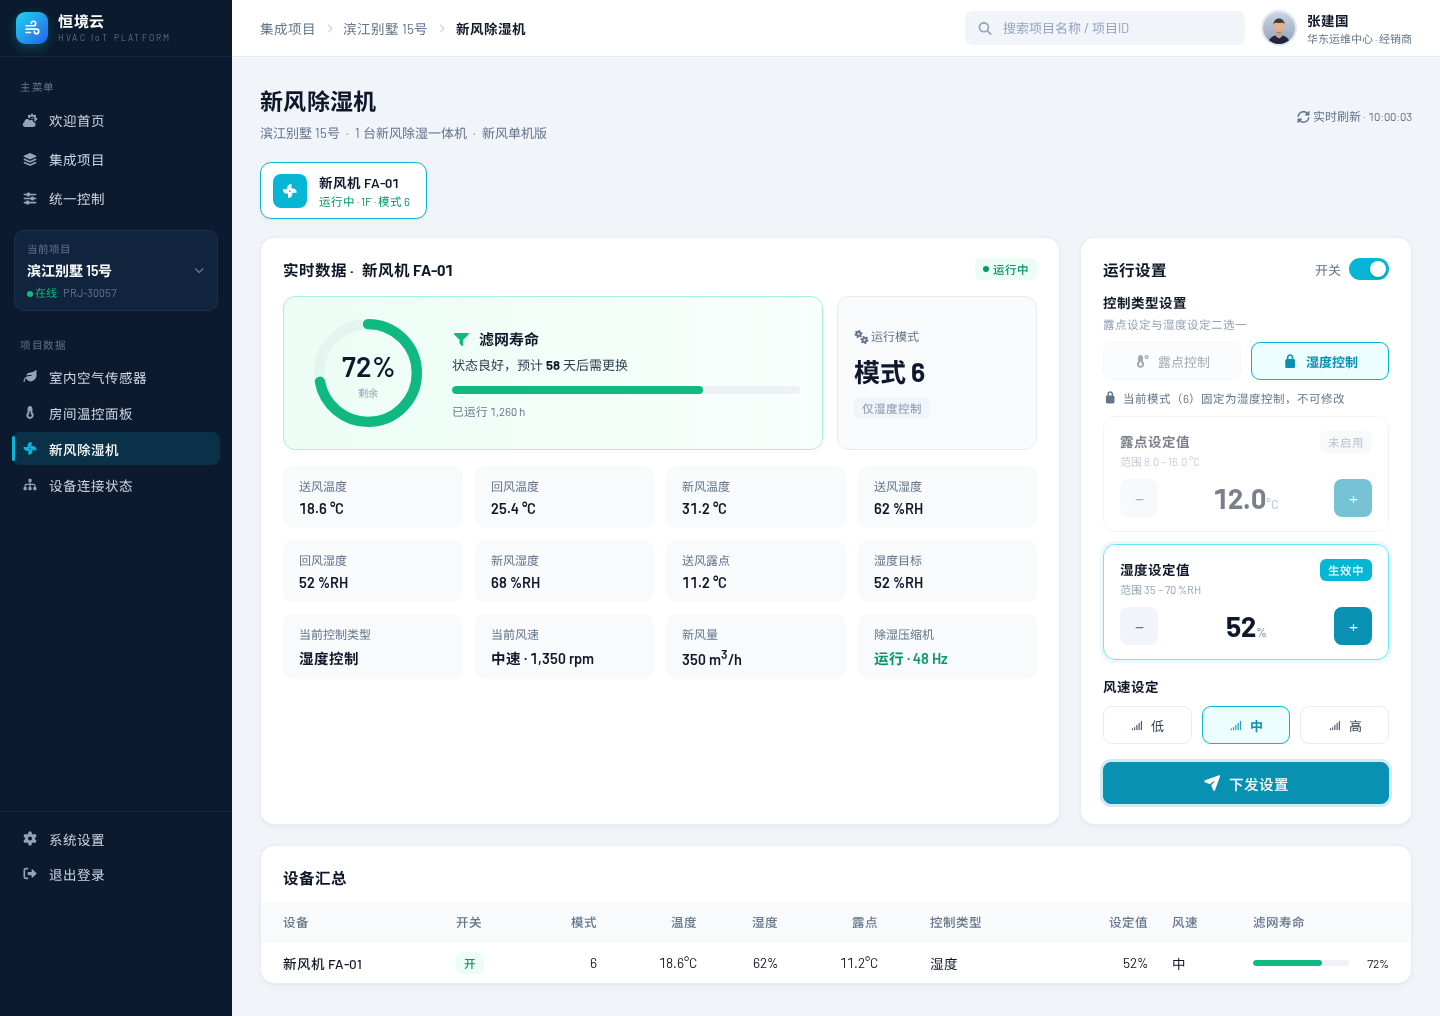 恒境云
HVAC IoT PLATFORM
主菜单
欢迎首页
集成项目
统一控制
当前项目
滨江别墅 15号
在线 PRJ-30057
项目数据
室内空气传感器
房间温控面板
新风除湿机
设备连接状态
系统设置
退出登录
集成项目 滨江别墅 15号 新风除湿机
搜索项目名称 / 项目ID
张建国
华东运维中心 · 经销商
新风除湿机
滨江别墅 15号 · 1 台新风除湿一体机 · 新风单机版
实时刷新 · 10:00:03
新风机 FA-01
运行中 · 1F · 模式 6
实时数据 · 新风机 FA-01
运行中
72%
剩余
滤网寿命
状态良好，预计 58 天后需更换
已运行 1,260 h
运行模式
模式 6
仅湿度控制
送风温度
18.6 °C
回风温度
25.4 °C
新风温度
31.2 °C
送风湿度
62 %RH
回风湿度
52 %RH
新风湿度
68 %RH
送风露点
11.2 °C
湿度目标
52 %RH
当前控制类型
湿度控制
当前风速
中速 · 1,350 rpm
新风量
350 m³/h
除湿压缩机
运行 · 48 Hz
运行设置
开关
控制类型设置
露点设定与湿度设定二选一
露点控制
湿度控制
当前模式（6）固定为湿度控制，不可修改
露点设定值
未启用
范围 8.0 – 16.0 °C
− 12.0°C +
湿度设定值
生效中
范围 35 – 70 %RH
− 52% +
风速设定
低
中
高
下发设置
设备汇总
设备 开关 模式 温度 湿度 露点 控制类型 设定值 风速 滤网寿命
新风机 FA-01 开 6 18.6°C 62% 11.2°C 湿度 52% 中 72%